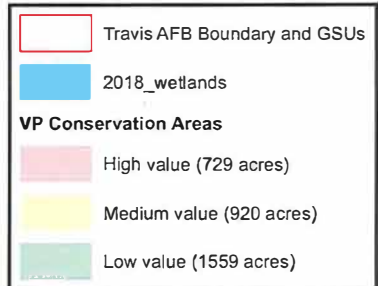 Travis AFB Boundary and GSUs
2018_wetlands
VP Conservation Areas
High value (729 acres)
Medium value (920 acres)
Low value (1559 acres)